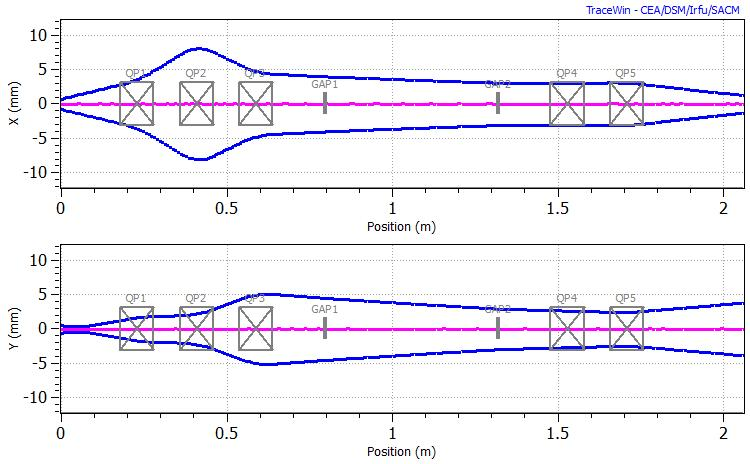 TraceWin - CEA/DSM/Irfu/SACM
10
5
0
-5
-10
X (mm)
QP1 QP2 QP3 GAP1 GAP2 QP4 QP5
0 0.5 1 1.5 2
Position (m)
10
5
0
-5
-10
Y (mm)
QP1 QP2 QP3 GAP1 GAP2 QP4 QP5
0 0.5 1 1.5 2
Position (m)